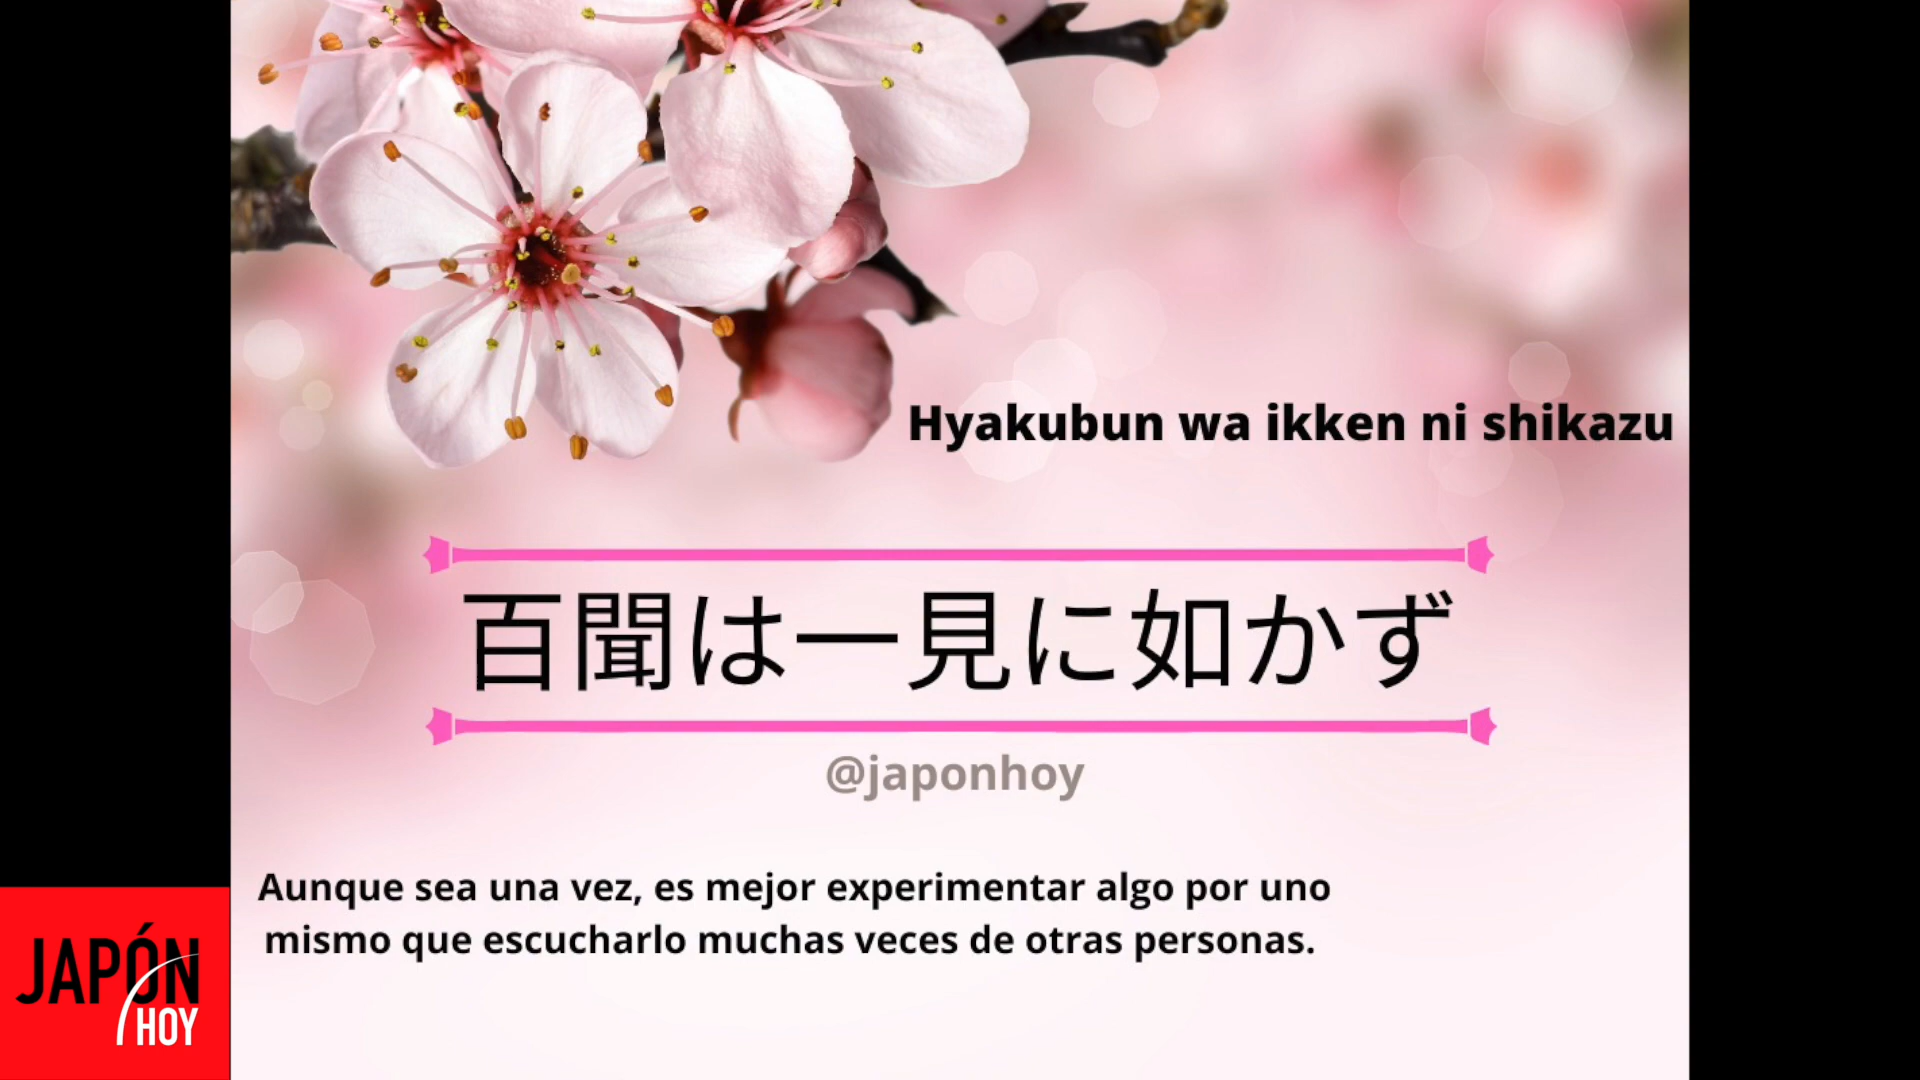 Hyakubun wa ikken ni shikazu
百聞は一見に如かず
@japonhoy
Aunque sea una vez, es mejor experimentar algo por uno
mismo que escucharlo muchas veces de otras personas.
JAPÓN
HOY